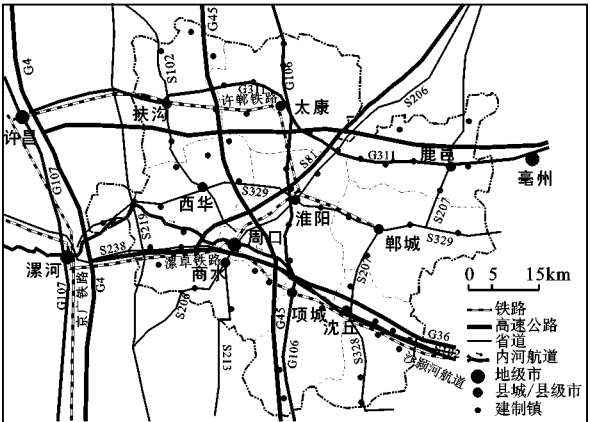 G4
G45
S102
G106
G311
许郸铁路
S206
扶沟
太康
许昌
S81
G311
鹿邑
亳州
G107
S329
西华
淮阳
S207
S219
周口
郸城
S329
S238
漯阜铁路
商水
漯河
S206
S207
0 5 15km
京广铁路
G4
G107
项城
沈丘
G45
G106
S213
S328
G36
沙颍河航道
铁路
高速公路
省道
内河航道
地级市
县城/县级市
建制镇